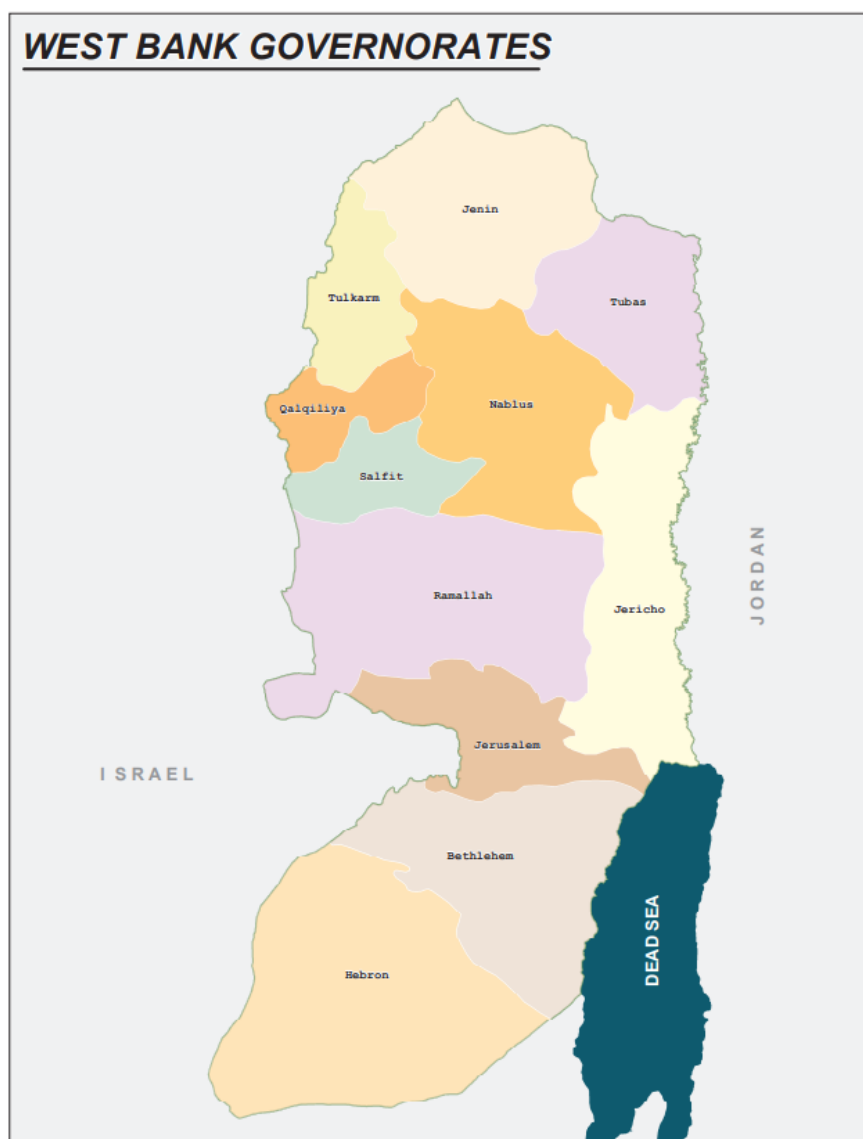 WEST BANK GOVERNORATES
Jenin
Tulkarm
Tubas
Qalqiliya
Nablus
Salfit
Ramallah
Jericho
JORDAN
Jerusalem
ISRAEL
Bethlehem
DEAD SEA
Hebron